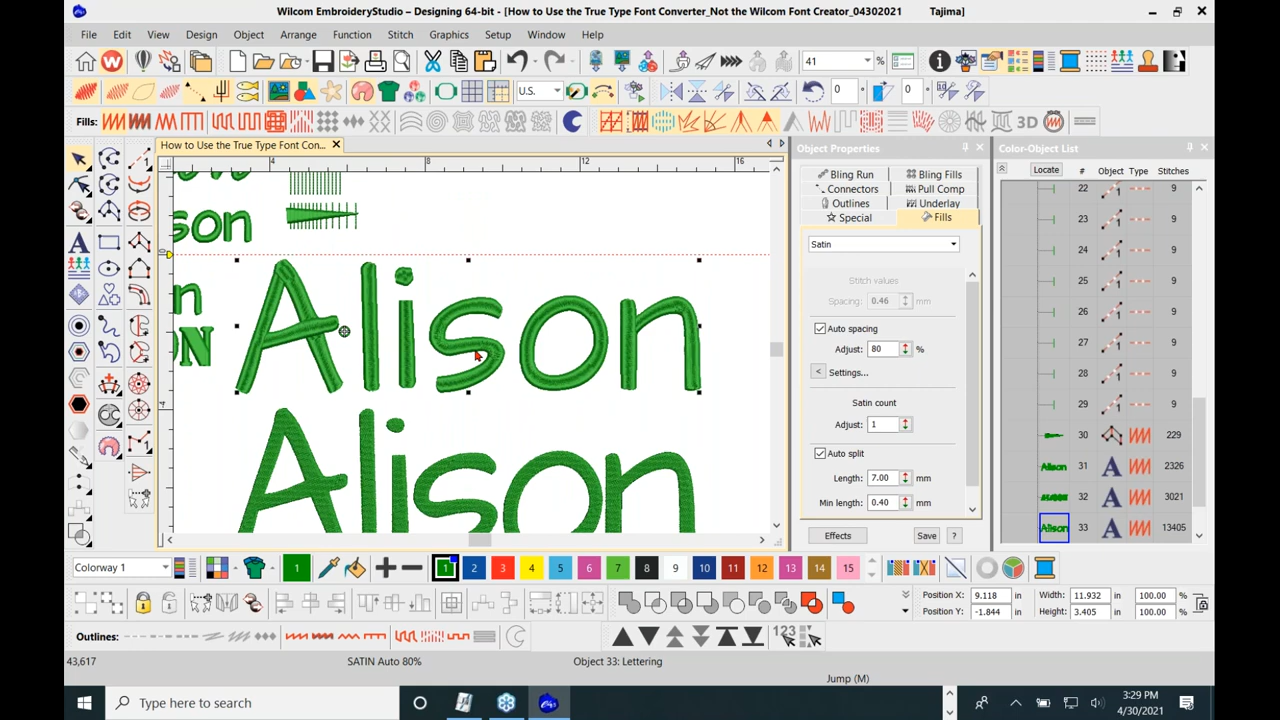 Wilcom EmbroideryStudio – Designing 64-bit - [How to Use the True Type Font Converter_Not the Wilcom Font Creator_04302021 Tajima]
File Edit View Design Object Arrange Function Stitch Graphics Setup Window Help
41 %
U.S. 0 0
Fills: 3D
How to Use the True Type Font Con...
4 8 12 16
son
Alison
Alison
N
0
4
Object Properties
Bling Run Bling Fills
Connectors Pull Comp
Outlines Underlay
Special Fills
Satin
Stitch values
Spacing: 0.46 mm
Auto spacing
Adjust: 80 %
< Settings...
Satin count
Adjust: 1
Auto split
Length: 7.00 mm
Min length: 0.40 mm
Effects Save ?
Color-Object List
Locate # Object Type Stitches
22 9
23 9
24 9
25 9
26 9
27 9
28 9
29 9
30 229
Alison 31 A 2326
32 A 3021
Alison 33 A 13405
Colorway 1 1 1 2 3 4 5 6 7 8 9 10 11 12 13 14 15
Position X: 9.118 in Width: 11.932 in 100.00 %
Position Y: -1.844 in Height: 3.405 in 100.00 %
Outlines: 123
43,617 SATIN Auto 80% Object 33: Lettering
Jump (M)
Type here to search
3:29 PM
4/30/2021